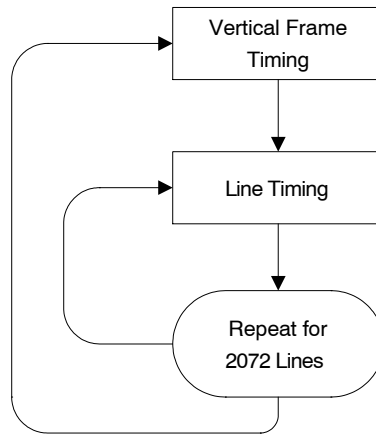 Vertical Frame
Timing
Line Timing
Repeat for
2072 Lines